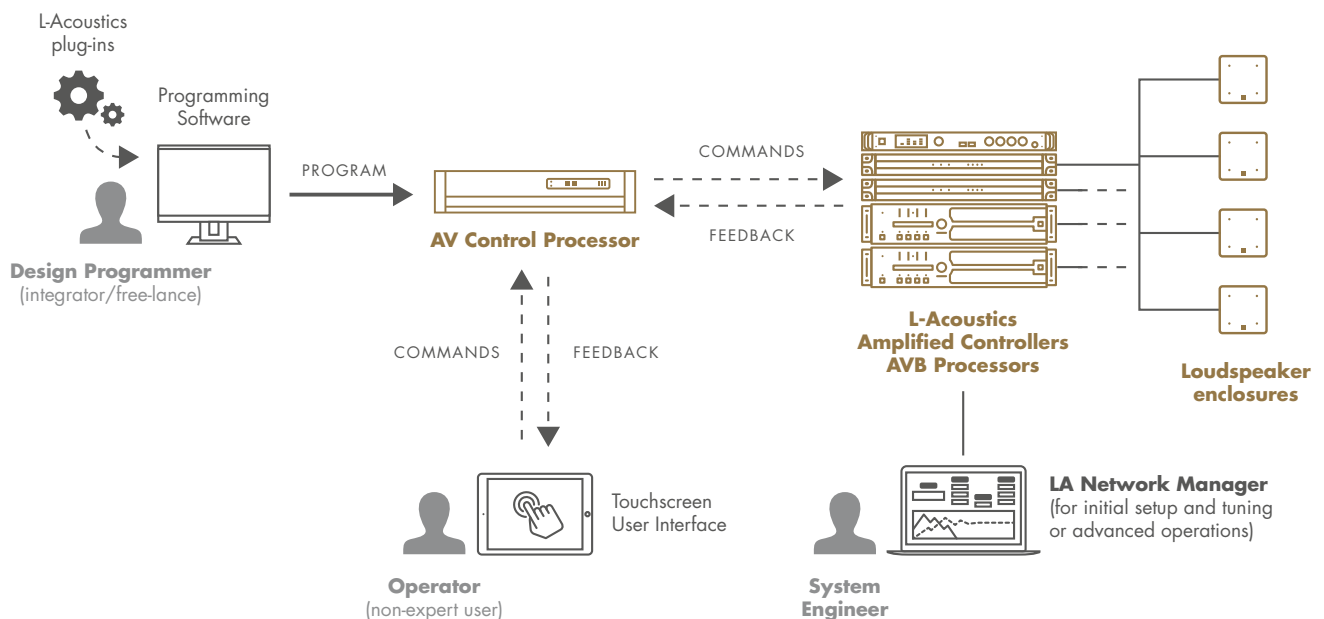 L-Acoustics
plug-ins
Programming
Software
PROGRAM
Design Programmer
(integrator/free-lance)
AV Control Processor
COMMANDS
FEEDBACK
L-Acoustics
Amplified Controllers
AVB Processors
Loudspeaker
enclosures
COMMANDS
FEEDBACK
Touchscreen
User Interface
Operator
(non-expert user)
LA Network Manager
(for initial setup and tuning
or advanced operations)
System
Engineer